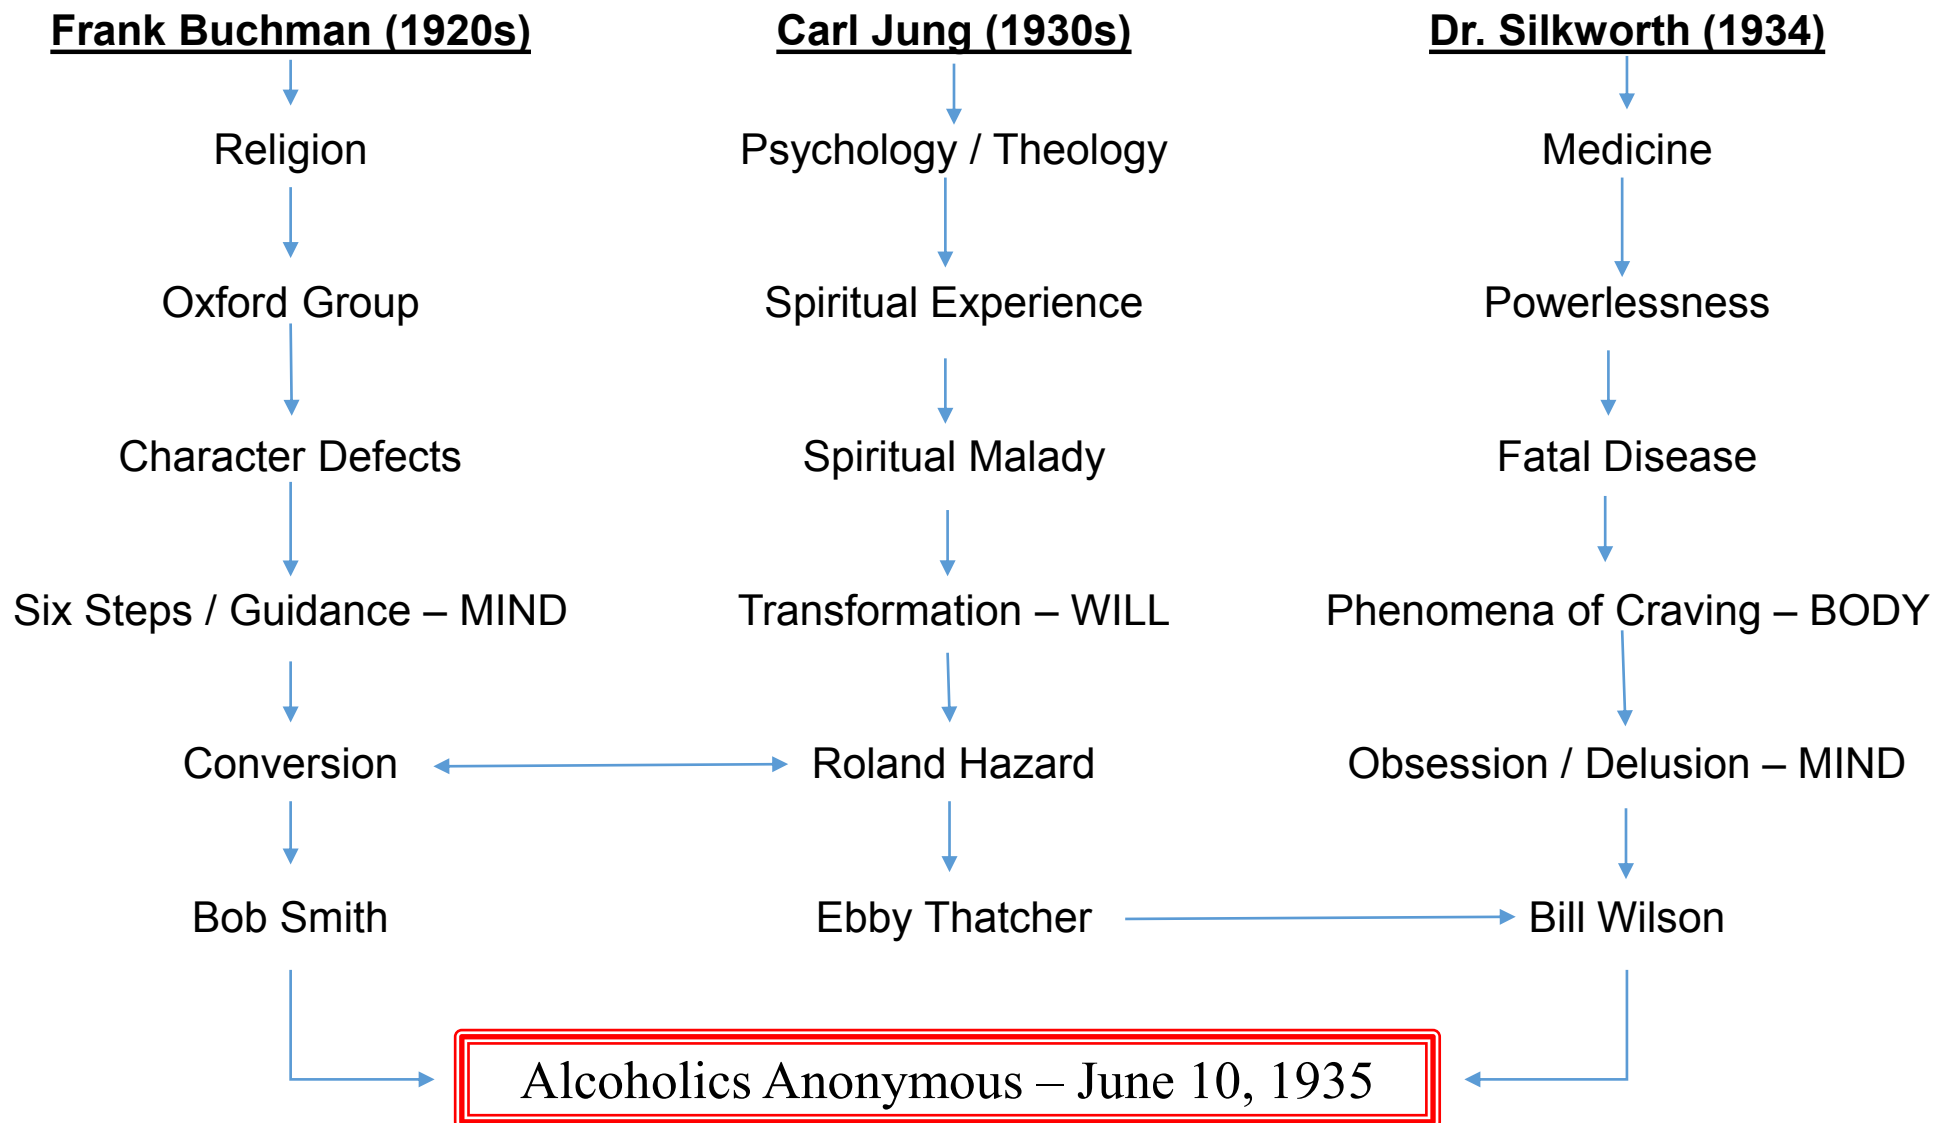 Frank Buchman (1920s)
Carl Jung (1930s)
Dr. Silkworth (1934)
Religion
Psychology / Theology
Medicine
Oxford Group
Spiritual Experience
Powerlessness
Character Defects
Spiritual Malady
Fatal Disease
Six Steps / Guidance – MIND
Transformation – WILL
Phenomena of Craving – BODY
Conversion
Roland Hazard
Obsession / Delusion – MIND
Bob Smith
Ebby Thatcher
Bill Wilson
Alcoholics Anonymous – June 10, 1935